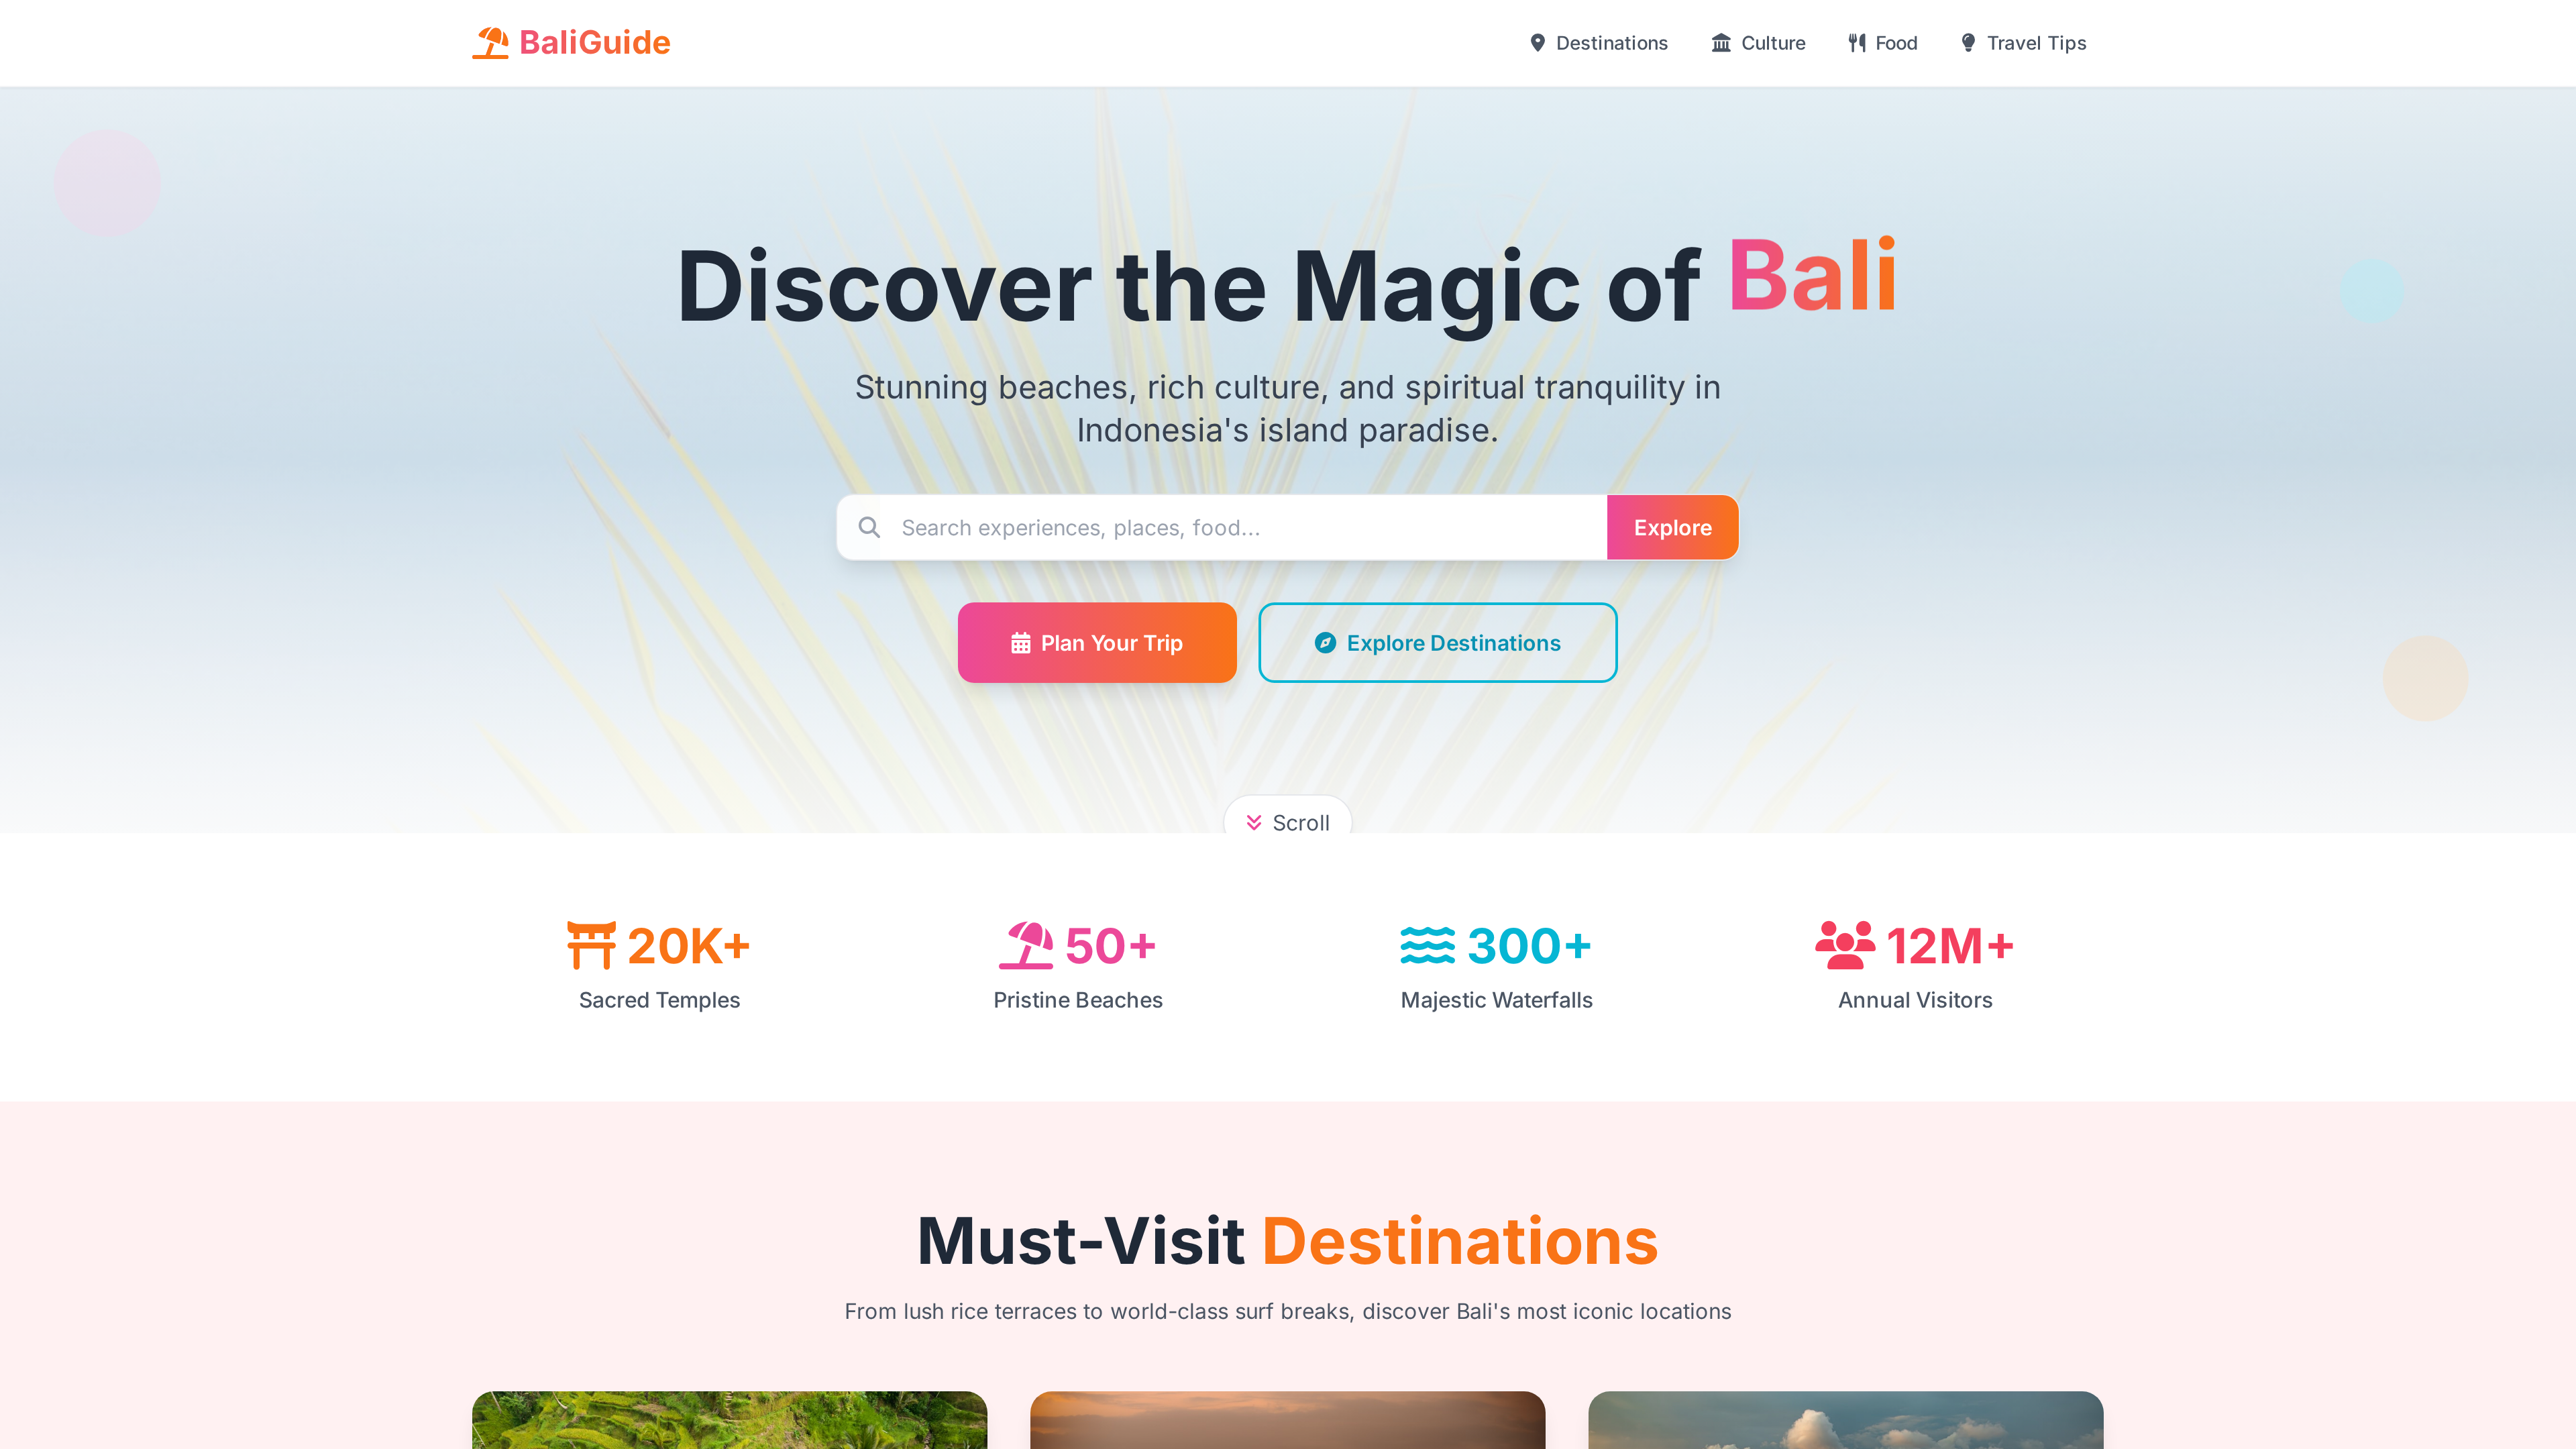 BaliGuide
Destinations
Culture
Food
Travel Tips
Discover the Magic of Bali
Stunning beaches, rich culture, and spiritual tranquility in
Indonesia's island paradise.
Search experiences, places, food...
Explore
Plan Your Trip
Explore Destinations
Scroll
20K+
Sacred Temples
50+
Pristine Beaches
300+
Majestic Waterfalls
12M+
Annual Visitors
Must-Visit Destinations
From lush rice terraces to world-class surf breaks, discover Bali's most iconic locations